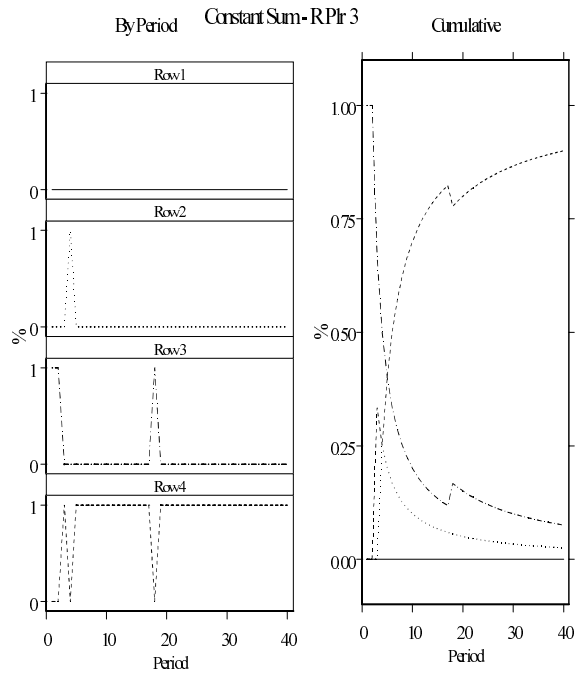 Constant Sum - R Plr 3
By Period
Cumulative
Row1
1
0
Row2
1
0
%
Row3
1
0
Row4
1
0
0 10 20 30 40
Period
1.00
0.75
0.50
%
0.25
0.00
0 10 20 30 40
Period